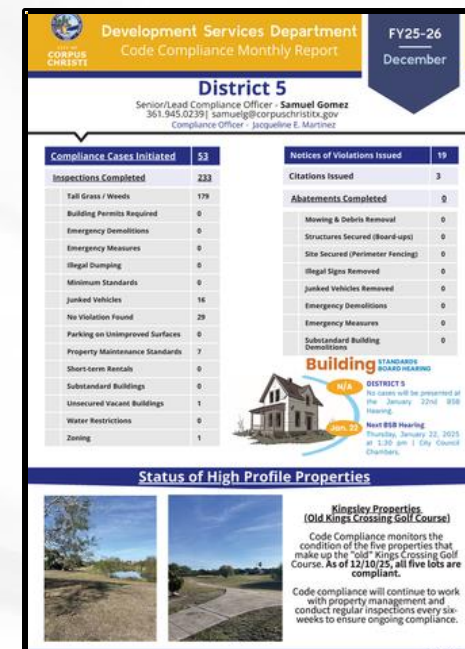 CITY OF
CORPUS
CHRISTI
Development Services Department
Code Compliance Monthly Report
FY25-26
December
District 5
Senior/Lead Compliance Officer - Samuel Gomez
361.945.0239| samuelg@corpuschristitx.gov
Compliance Officer - Jacqueline E. Martinez
Compliance Cases Initiated 53
Inspections Completed 233
Tall Grass / Weeds 179
Building Permits Required 0
Emergency Demolitions 0
Emergency Measures 0
Illegal Dumping 0
Minimum Standards 0
Junked Vehicles 16
No Violation Found 29
Parking on Unimproved Surfaces 0
Property Maintenance Standards 7
Short-term Rentals 0
Substandard Buildings 0
Unsecured Vacant Buildings 1
Water Restrictions 0
Zoning 1
Notices of Violations Issued 19
Citations Issued 3
Abatements Completed 0
Mowing & Debris Removal 0
Structures Secured (Board-ups) 0
Site Secured (Perimeter Fencing) 0
Illegal Signs Removed 0
Junked Vehicles Removed 0
Emergency Demolitions 0
Emergency Measures 0
Substandard Building 0
Demolitions
Building STANDARDS
BOARD HEARING
N/A
DISTRICT 5
No cases will be presented at
the January 22nd BSB
Hearing.
Jan. 22
Next BSB Hearing
Thursday, January 22, 2025
at 1:30 pm | City Council
Chambers.
Status of High Profile Properties
Kingsley Properties
(Old Kings Crossing Golf Course)
Code Compliance monitors the
condition of the five properties that
make up the "old" Kings Crossing Golf
Course. As of 12/10/25, all five lots are
compliant.
Code compliance will continue to work
with property management and
conduct regular inspections every six-
weeks to ensure ongoing compliance.